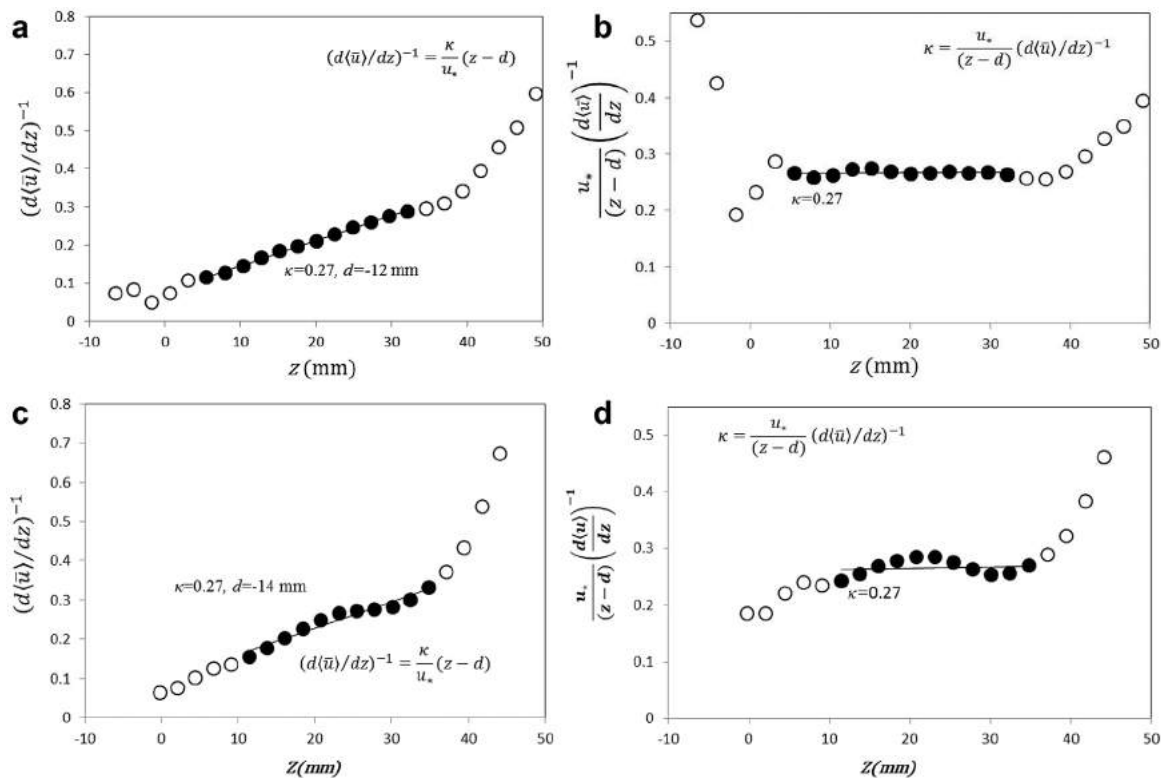 a
0.8
0.7
0.6
0.5
0.4
0.3
0.2
0.1
0
(d⟨ū⟩/dz)⁻¹
(d⟨ū⟩/dz)⁻¹ = κ/u* (z − d)
κ=0.27, d=-12 mm
-10 0 10 20 30 40 50
z (mm)
b
0.5
0.4
0.3
0.2
0.1
0
u*/(z − d) (d⟨ū⟩/dz)⁻¹
κ = u*/(z − d) (d⟨ū⟩/dz)⁻¹
κ=0.27
-10 0 10 20 30 40 50
z (mm)
c
0.8
0.7
0.6
0.5
0.4
0.3
0.2
0.1
0
(d⟨ū⟩/dz)⁻¹
κ=0.27, d=-14 mm
(d⟨ū⟩/dz)⁻¹ = κ/u* (z − d)
-10 0 10 20 30 40 50
Z(mm)
d
0.5
0.4
0.3
0.2
0.1
0
u*/(z − d) (d⟨u⟩/dz)⁻¹
κ = u*/(z − d) (d⟨ū⟩/dz)⁻¹
κ=0.27
-10 0 10 20 30 40 50
Z(mm)